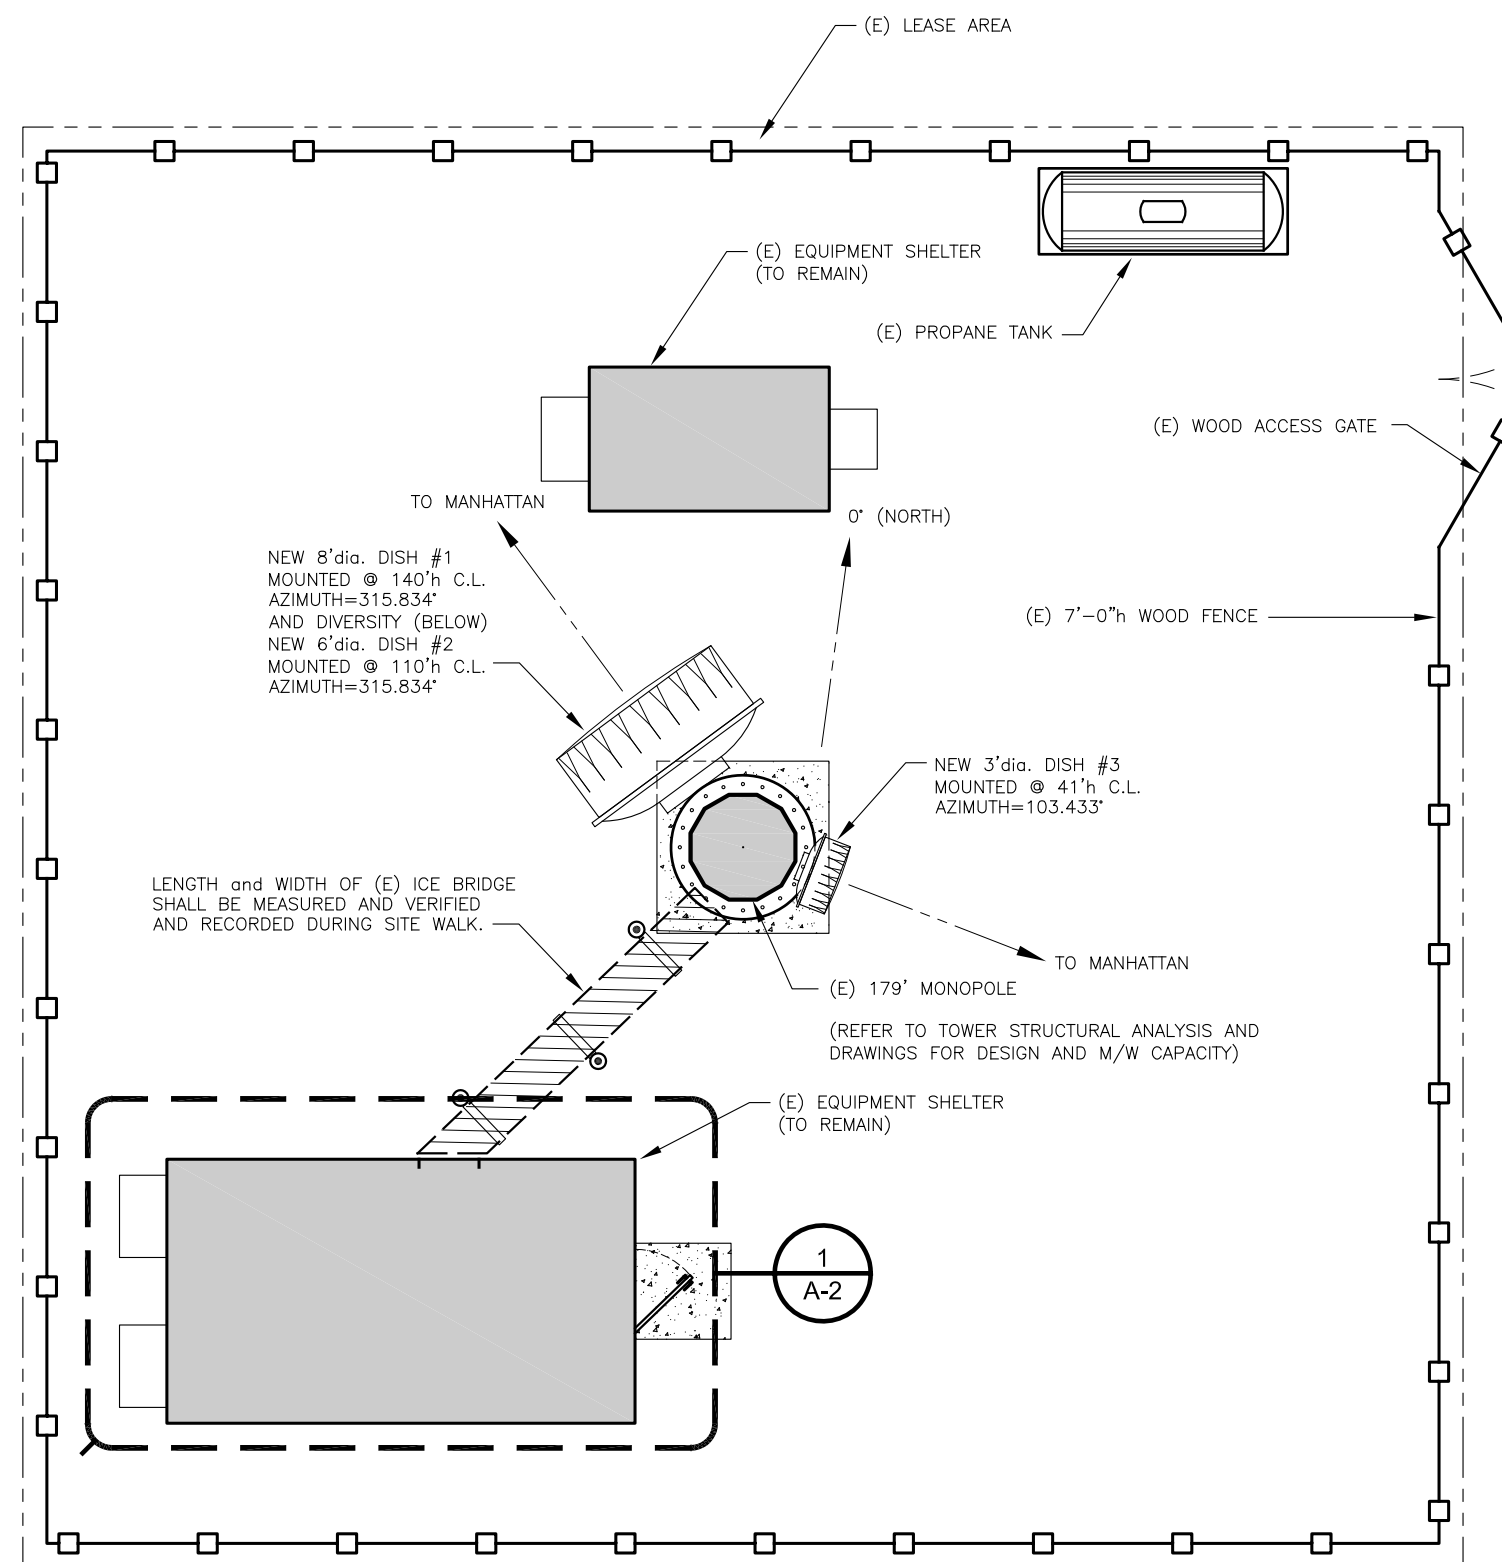 (E) LEASE AREA
(E) EQUIPMENT SHELTER
(TO REMAIN)
(E) PROPANE TANK
(E) WOOD ACCESS GATE
TO MANHATTAN
0° (NORTH)
NEW 8'dia. DISH #1
MOUNTED @ 140'h C.L.
AZIMUTH=315.834°
AND DIVERSITY (BELOW)
NEW 6'dia. DISH #2
MOUNTED @ 110'h C.L.
AZIMUTH=315.834°
(E) 7'-0"h WOOD FENCE
NEW 3'dia. DISH #3
MOUNTED @ 41'h C.L.
AZIMUTH=103.433°
LENGTH and WIDTH OF (E) ICE BRIDGE
SHALL BE MEASURED AND VERIFIED
AND RECORDED DURING SITE WALK.
TO MANHATTAN
(E) 179' MONOPOLE
(REFER TO TOWER STRUCTURAL ANALYSIS AND
DRAWINGS FOR DESIGN AND M/W CAPACITY)
(E) EQUIPMENT SHELTER
(TO REMAIN)
1
A-2